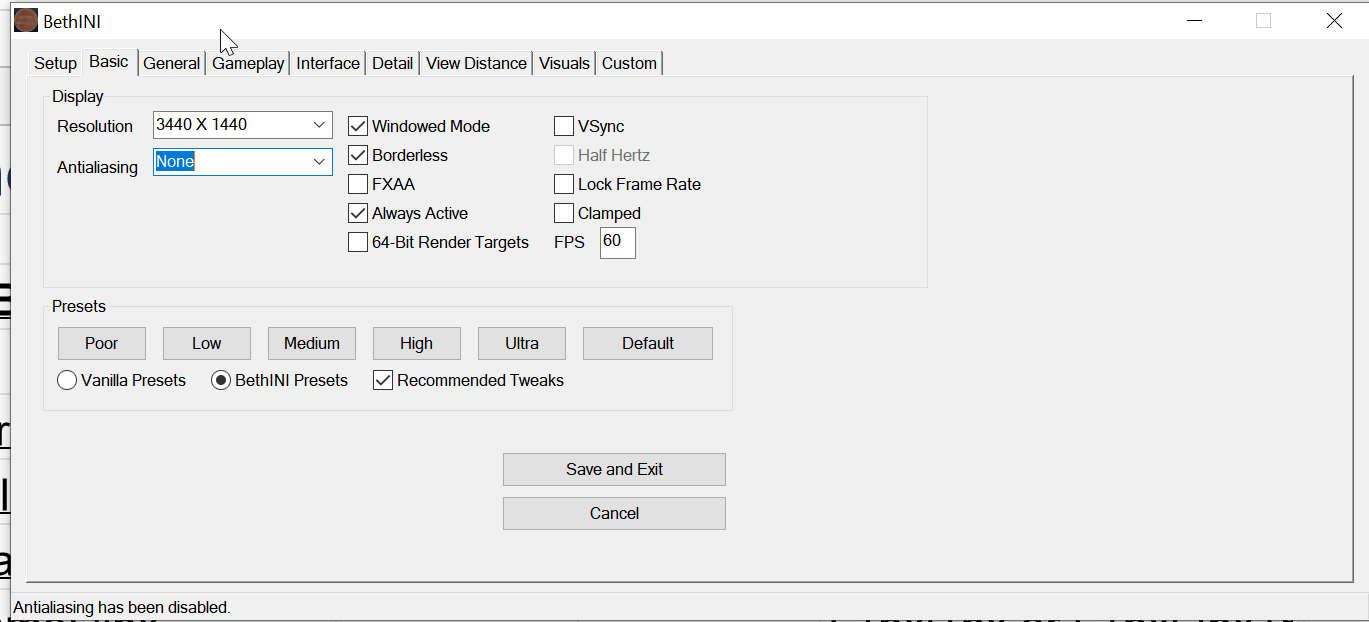 BethINI
Setup Basic General Gameplay Interface Detail View Distance Visuals Custom
Display
Resolution 3440 X 1440 Windowed Mode VSync
Antialiasing None Borderless Half Hertz
FXAA Lock Frame Rate
Always Active Clamped
64-Bit Render Targets FPS 60
Presets
Poor Low Medium High Ultra Default
Vanilla Presets BethINI Presets Recommended Tweaks
Save and Exit
Cancel
Antialiasing has been disabled.